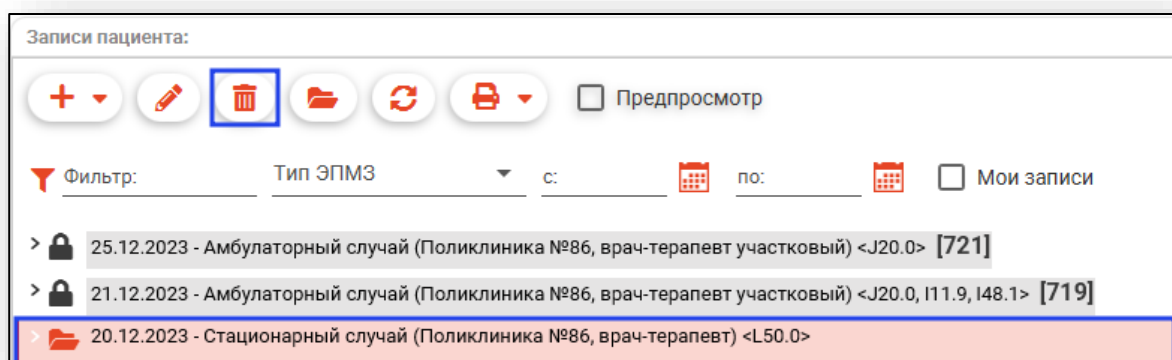 Записи пациента:
Предпросмотр
Фильтр: Тип ЭПМЗ с: по: Мои записи
25.12.2023 - Амбулаторный случай (Поликлиника №86, врач-терапевт участковый) <J20.0> [721]
21.12.2023 - Амбулаторный случай (Поликлиника №86, врач-терапевт участковый) <J20.0, I11.9, I48.1> [719]
20.12.2023 - Стационарный случай (Поликлиника №86, врач-терапевт) <L50.0>